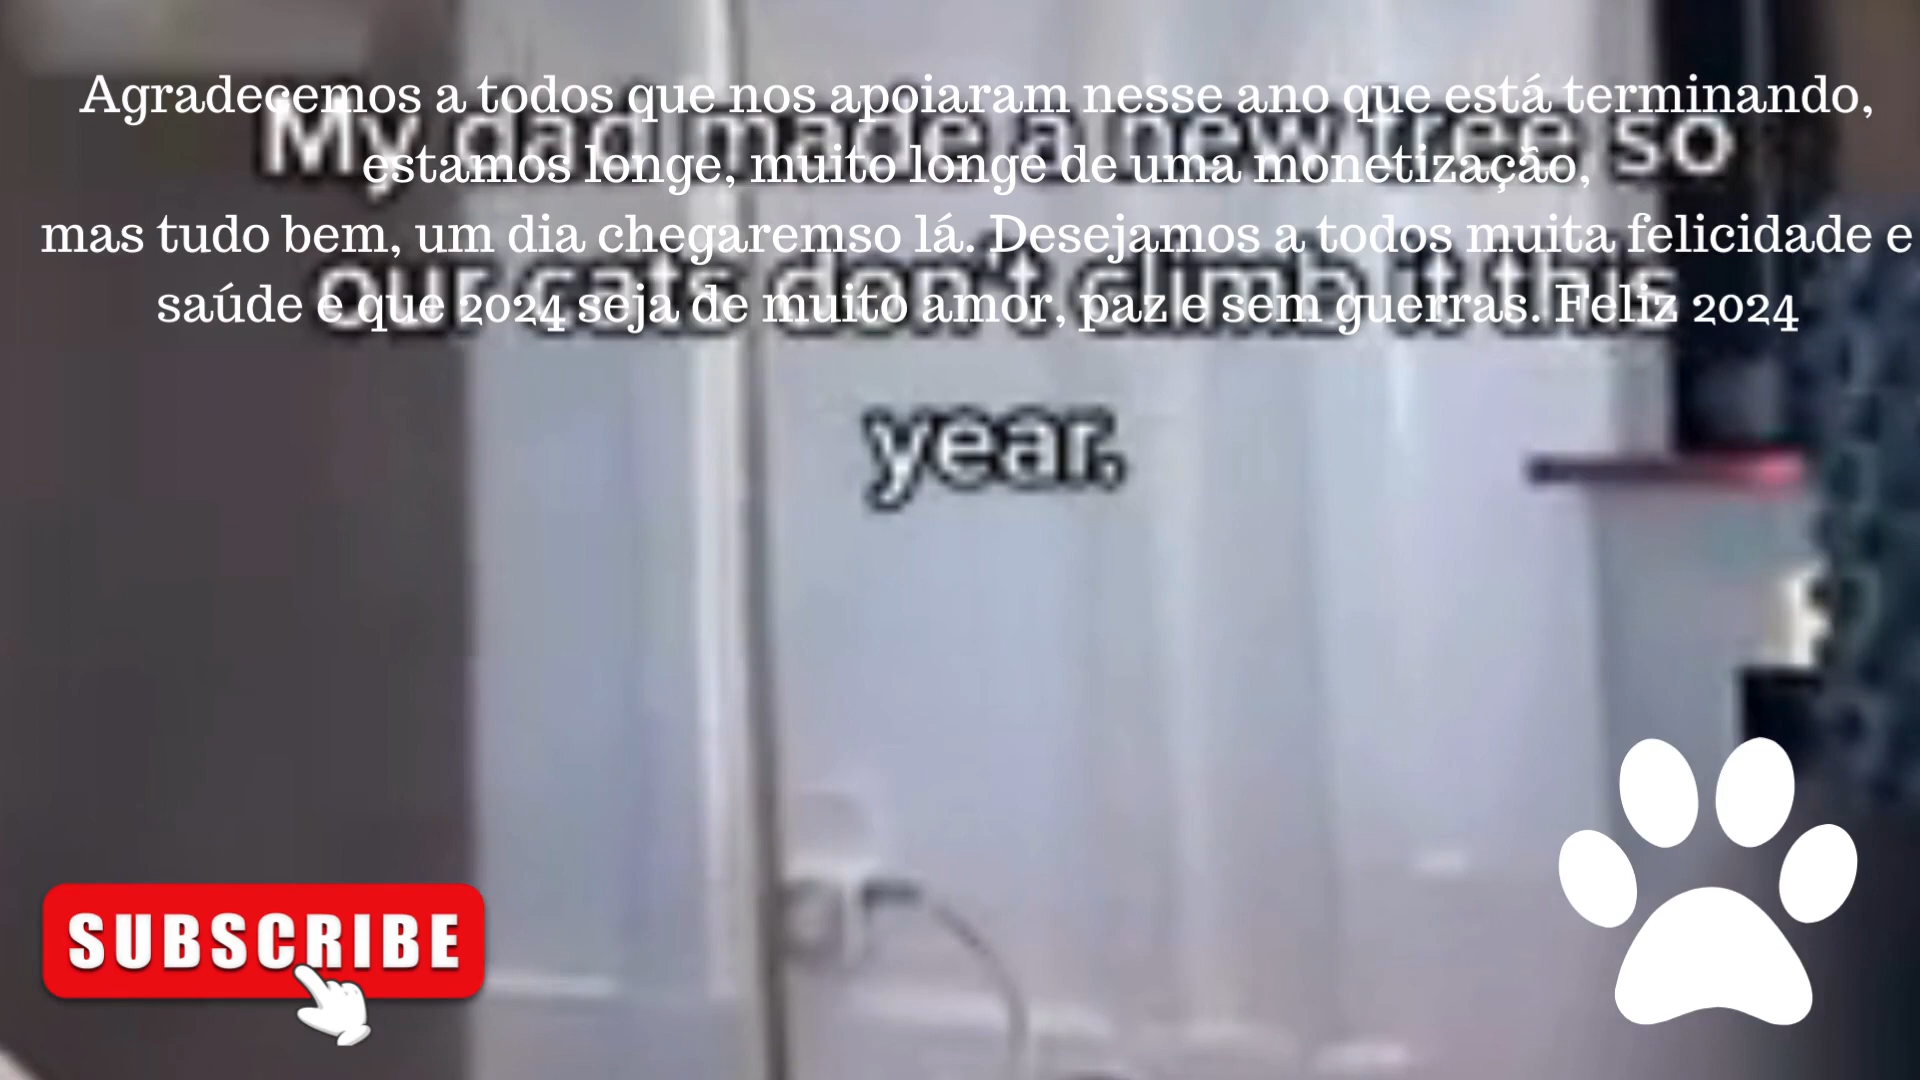 Agradecemos a todos que nos apoiaram nesse ano que está terminando,
estamos longe, muito longe de uma monetização,
mas tudo bem, um dia chegaremso lá. Desejamos a todos muita felicidade e
saúde e que 2024 seja de muito amor, paz e sem guerras. Feliz 2024
My dad made a new tree so
our cats don't climb it this
year.
SUBSCRIBE